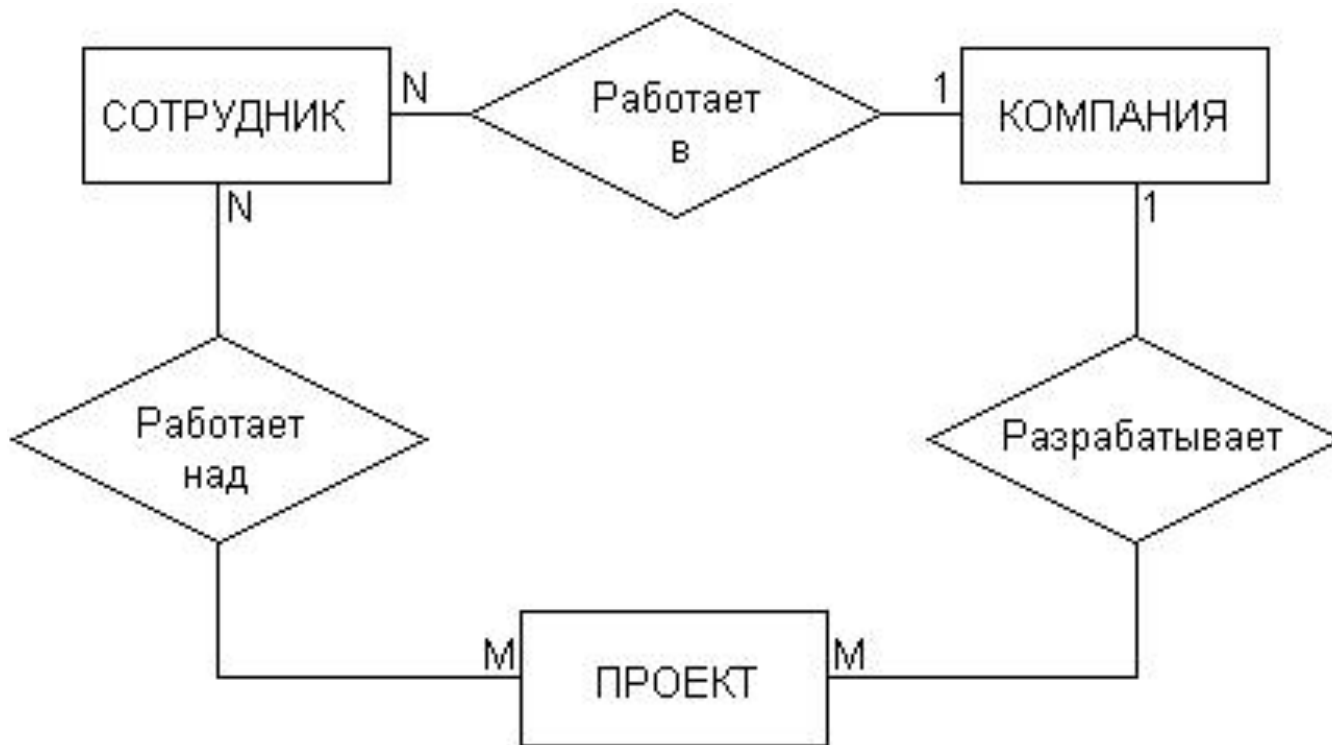 СОТРУДНИК
N
Работает
в
1
КОМПАНИЯ
N
1
Работает
над
Разрабатывает
M
ПРОЕКТ
M